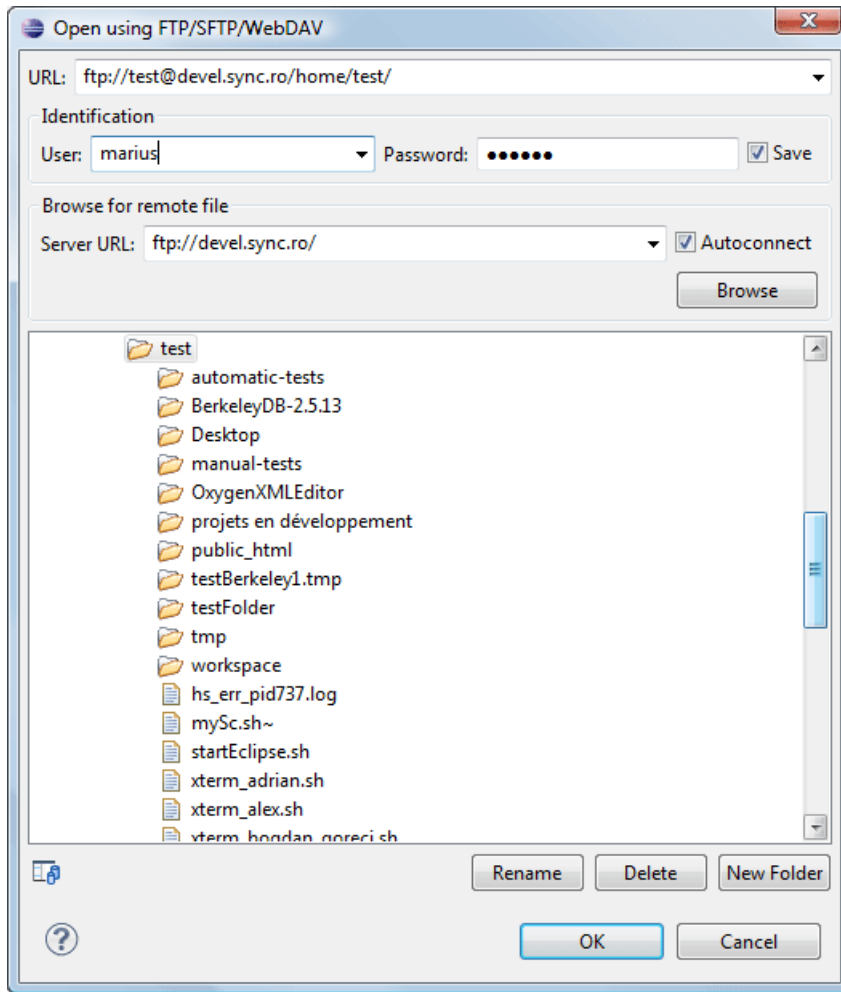 Open using FTP/SFTP/WebDAV
URL: ftp://test@devel.sync.ro/home/test/
Identification
User: marius Password: ●●●●●● Save
Browse for remote file
Server URL: ftp://devel.sync.ro/ Autoconnect
Browse
test
automatic-tests
BerkeleyDB-2.5.13
Desktop
manual-tests
OxygenXMLEditor
projets en développement
public_html
testBerkeley1.tmp
testFolder
tmp
workspace
hs_err_pid737.log
mySc.sh~
startEclipse.sh
xterm_adrian.sh
xterm_alex.sh
xterm_bogdan_goreci.sh
Rename Delete New Folder
? OK Cancel